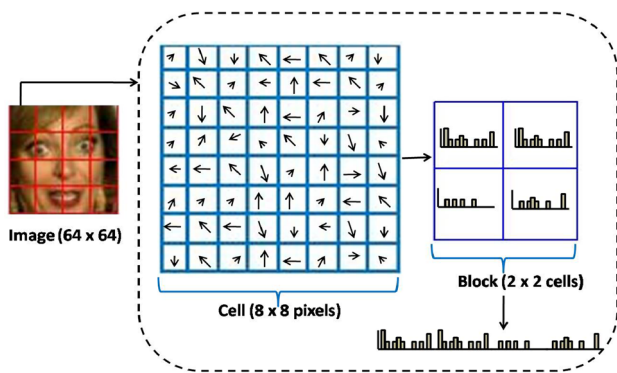 Image (64 x 64)
Cell (8 x 8 pixels)
Block (2 x 2 cells)